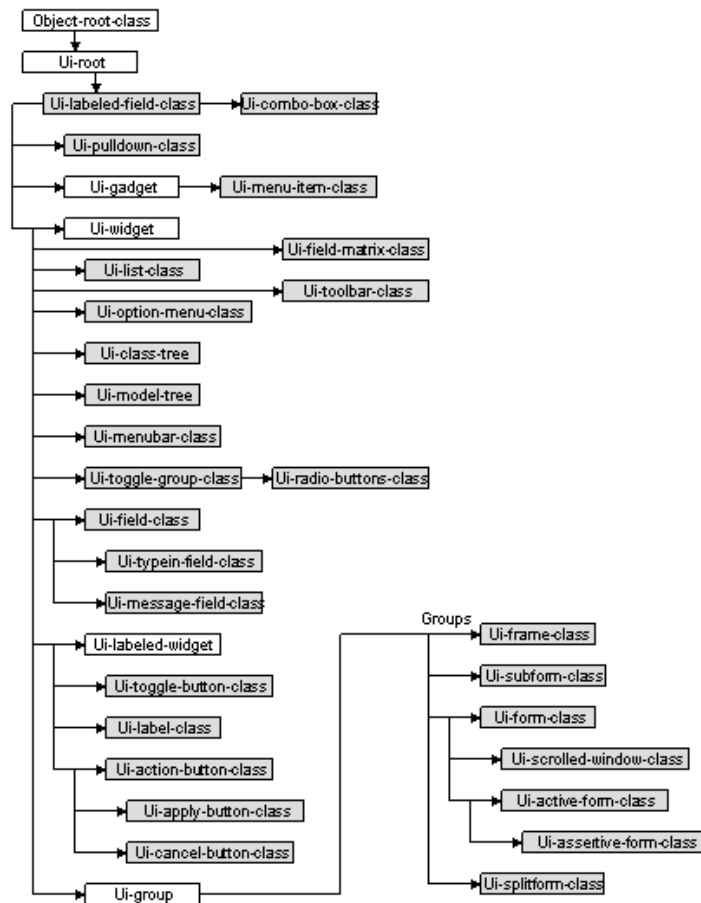 Object-root-class
Ui-root
Ui-labeled-field-class
Ui-combo-box-class
Ui-pulldown-class
Ui-gadget
Ui-menu-item-class
Ui-widget
Ui-field-matrix-class
Ui-list-class
Ui-toolbar-class
Ui-option-menu-class
Ui-class-tree
Ui-model-tree
Ui-menubar-class
Ui-toggle-group-class
Ui-radio-buttons-class
Ui-field-class
Ui-typein-field-class
Ui-message-field-class
Ui-labeled-widget
Ui-toggle-button-class
Ui-label-class
Ui-action-button-class
Ui-apply-button-class
Ui-cancel-button-class
Ui-group
Groups
Ui-frame-class
Ui-subform-class
Ui-form-class
Ui-scrolled-window-class
Ui-active-form-class
Ui-assertive-form-class
Ui-splitform-class